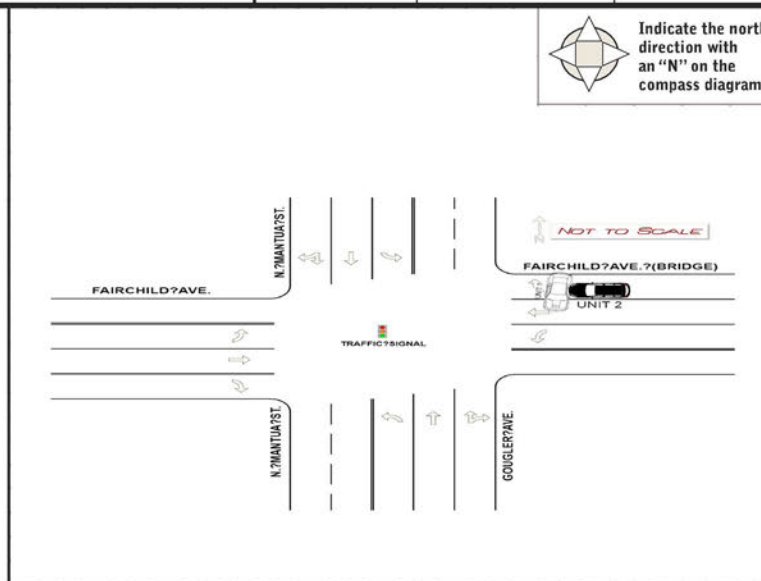 Indicate the north
direction with
an "N" on the
compass diagram
N
NOT TO SCALE
N.?MANTUA?ST.
FAIRCHILD?AVE.?(BRIDGE)
FAIRCHILD?AVE.
UNIT 2
TRAFFIC?SIGNAL
N.?MANTUA?ST.
GOUGLER?AVE.